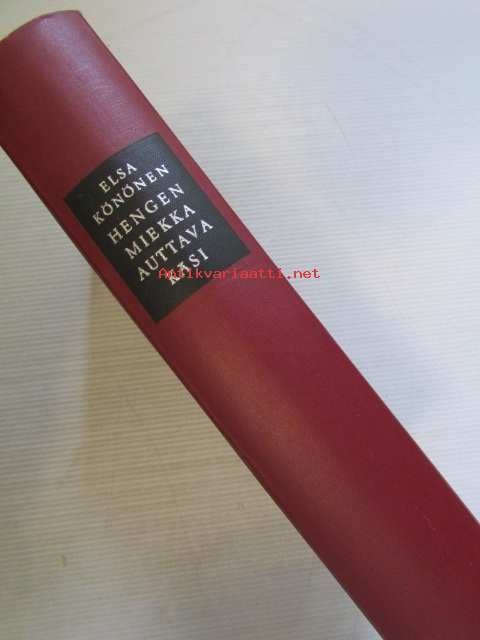 ELSA
KÖNÖNEN
HENGEN
MIEKKA
AUTTAVA
KÄSI
Antikvariaatti.net